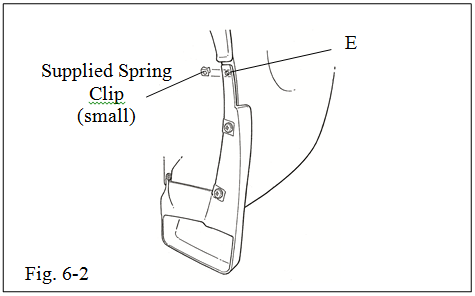 E
Supplied Spring
Clip
(small)
Fig. 6-2